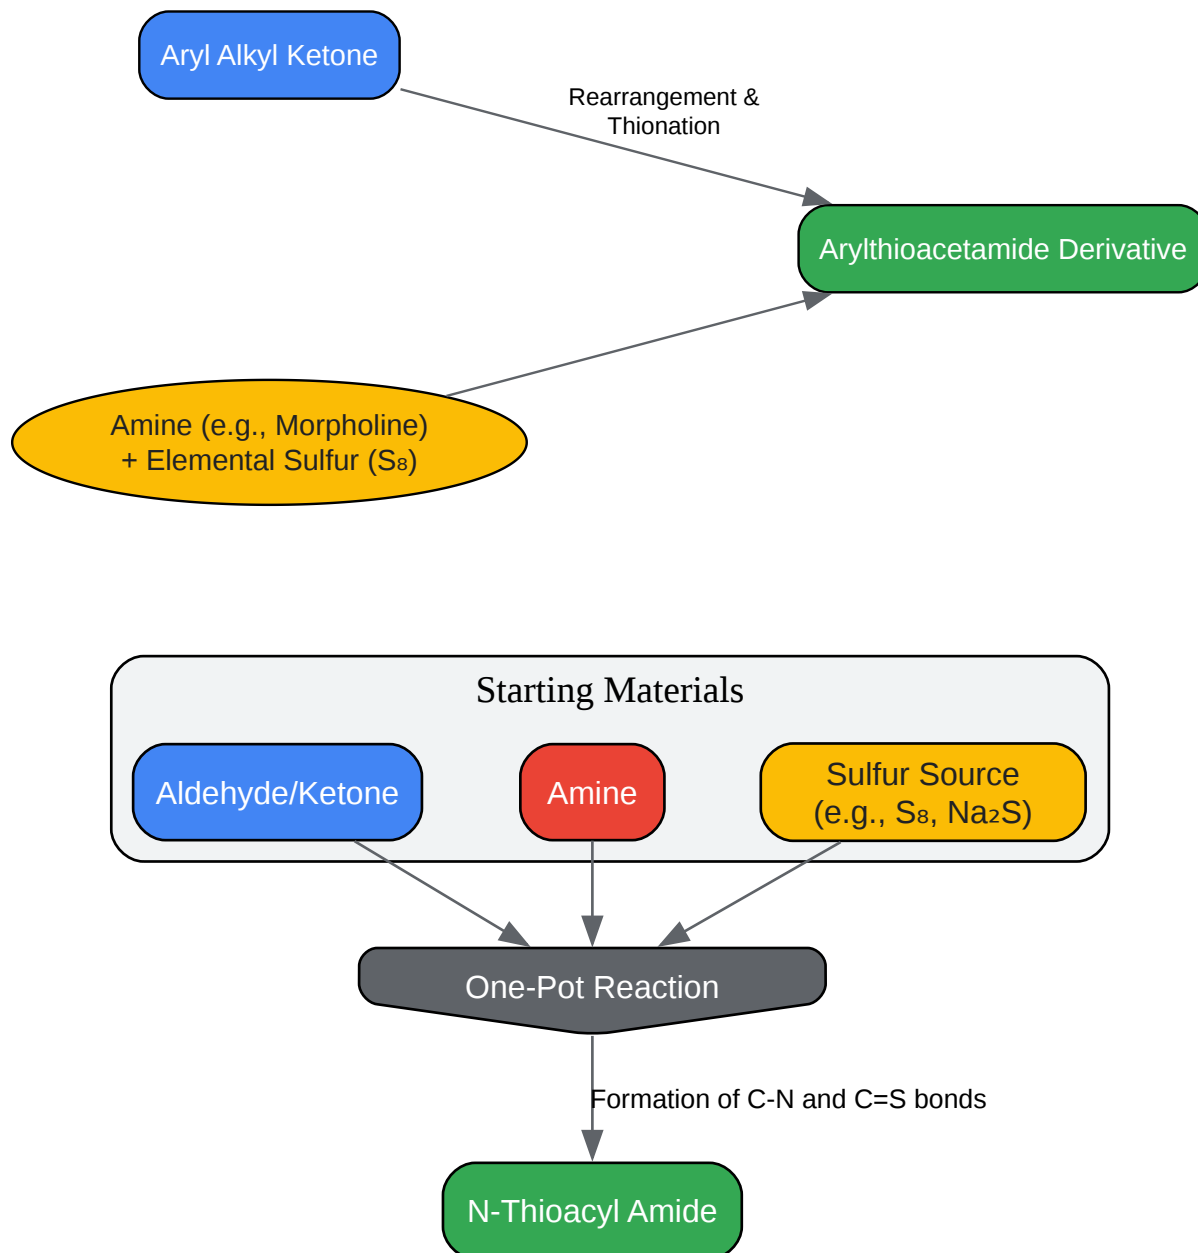 Aryl Alkyl Ketone
Rearrangement &
Thionation
Arylthioacetamide Derivative
Amine (e.g., Morpholine)
+ Elemental Sulfur (S₈)
Starting Materials
Aldehyde/Ketone
Amine
Sulfur Source
(e.g., S₈, Na₂S)
One-Pot Reaction
Formation of C-N and C=S bonds
N-Thioacyl Amide